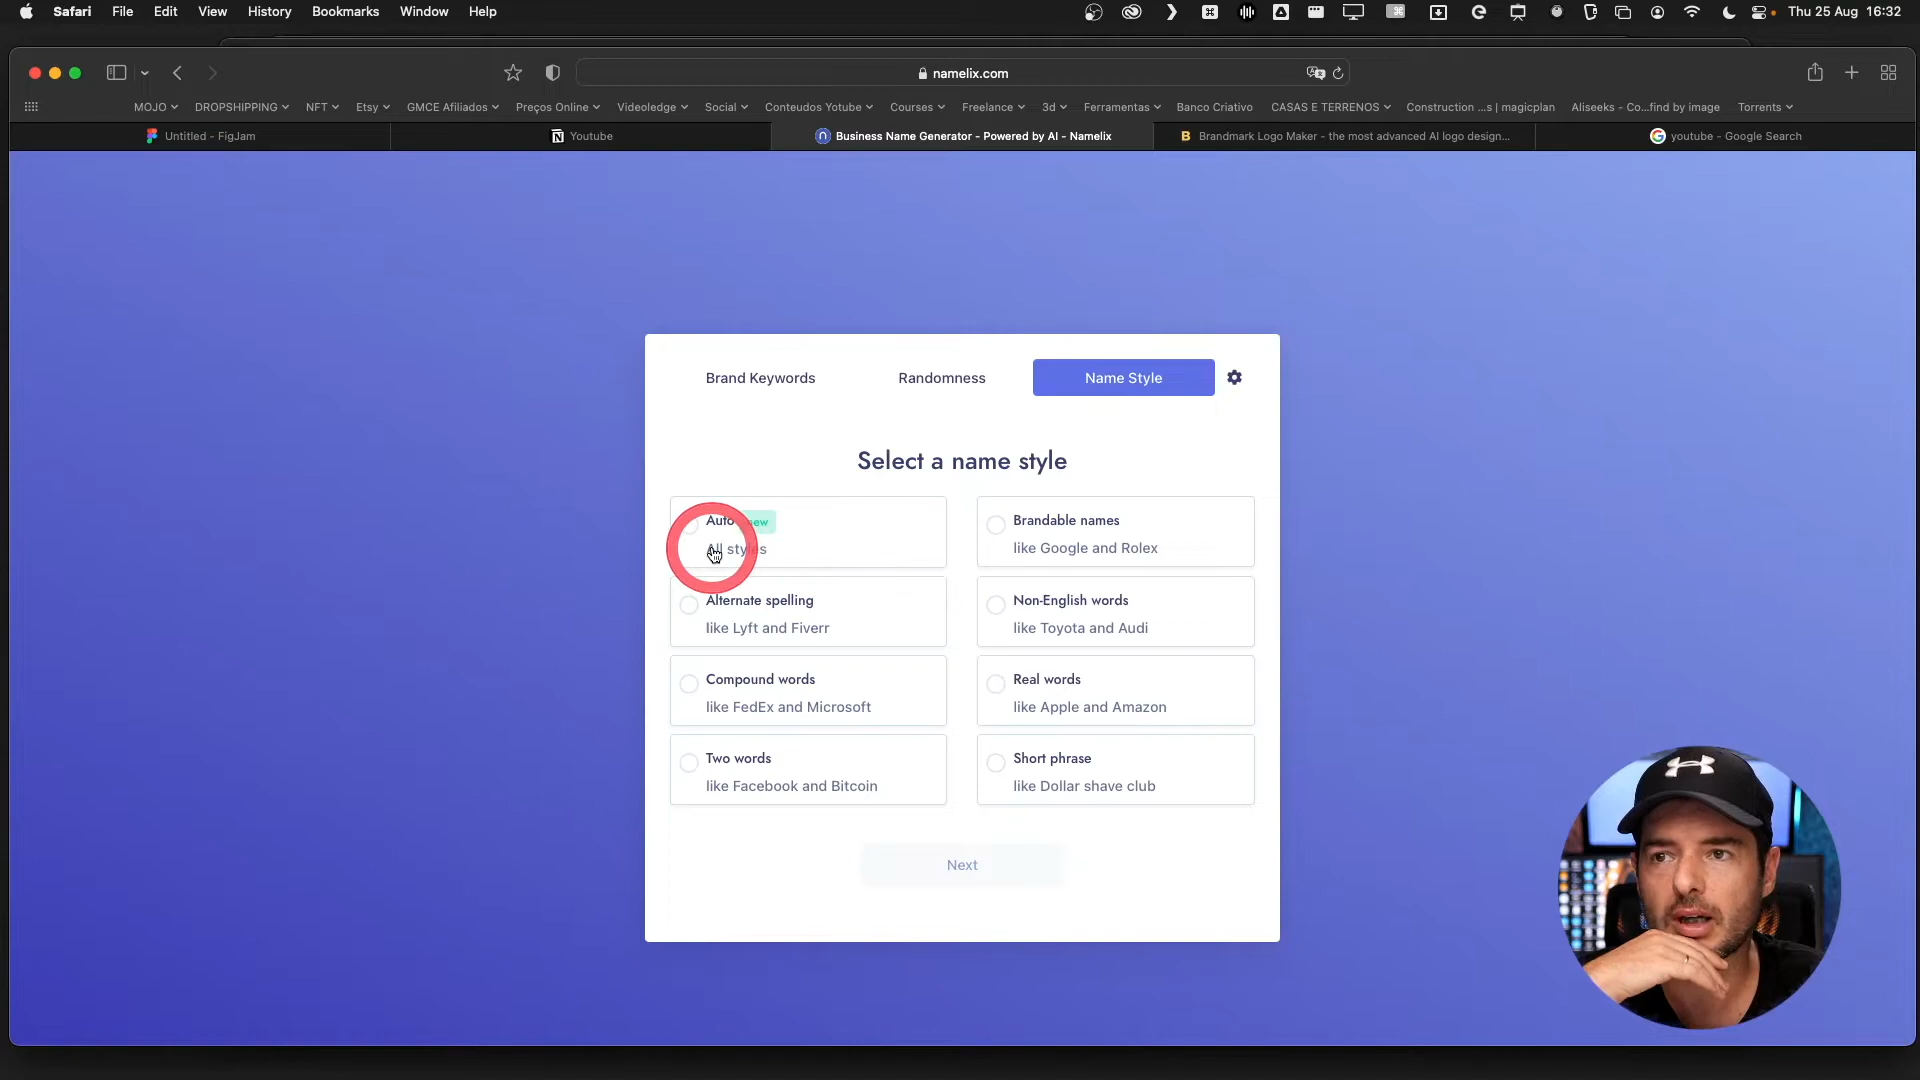 Safari File Edit View History Bookmarks Window Help Thu 25 Aug 16:32
namelix.com
MOJO DROPSHIPPING NFT Etsy GMCE Afiliados Preços Online Videoledge Social Conteudos Yotube Courses Freelance 3d Ferramentas Banco Criativo CASAS E TERRENOS Construction ...s | magicplan Aliseeks - Co...find by image Torrents
Untitled - FigJam Youtube Business Name Generator - Powered by AI - Namelix Brandmark Logo Maker - the most advanced AI logo design... youtube - Google Search
Brand Keywords Randomness Name Style
Select a name style
Auto new
All styles
Brandable names
like Google and Rolex
Alternate spelling
like Lyft and Fiverr
Non-English words
like Toyota and Audi
Compound words
like FedEx and Microsoft
Real words
like Apple and Amazon
Two words
like Facebook and Bitcoin
Short phrase
like Dollar shave club
Next